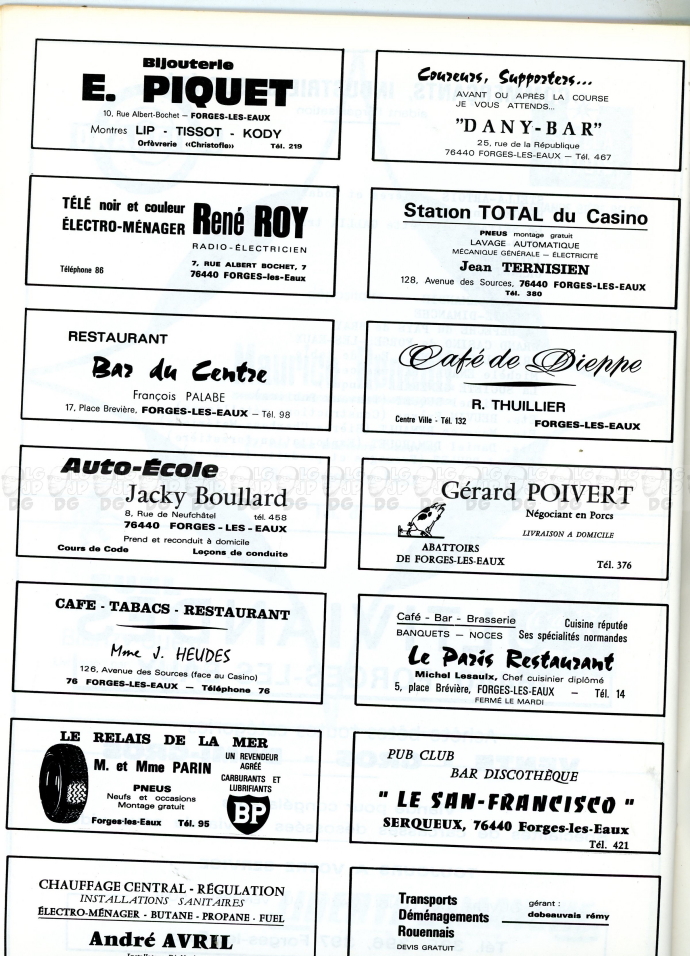 Bijouterie
E. PIQUET
10, Rue Albert-Bochet — FORGES-LES-EAUX
Montres LIP - TISSOT - KODY
Orfèvrerie «Christofle» Tél. 219
Coureurs, Supporters...
AVANT OU APRÈS LA COURSE
JE VOUS ATTENDS...
"DANY-BAR"
25, rue de la République
76440 FORGES-LES-EAUX — Tél. 467
TÉLÉ noir et couleur
ÉLECTRO-MÉNAGER
René ROY
RADIO-ÉLECTRICIEN
Téléphone 86
7, RUE ALBERT BOCHET, 7
76440 FORGES-les-Eaux
Station TOTAL du Casino
PNEUS montage gratuit
LAVAGE AUTOMATIQUE
MÉCANIQUE GÉNÉRALE — ÉLECTRICITÉ
Jean TERNISIEN
128, Avenue des Sources, 76440 FORGES-LES-EAUX
Tél. 380
RESTAURANT
Bar du Centre
François PALABE
17, Place Brevière, FORGES-LES-EAUX — Tél. 98
Café de Dieppe
R. THUILLIER
Centre Ville - Tél. 132 FORGES-LES-EAUX
Auto-École
Jacky Boullard
8, Rue de Neufchâtel tél. 458
76440 FORGES - LES - EAUX
Prend et reconduit à domicile
Cours de Code Leçons de conduite
Gérard POIVERT
Négociant en Porcs
LIVRAISON A DOMICILE
ABATTOIRS
DE FORGES-LES-EAUX Tél. 376
CAFE - TABACS - RESTAURANT
Mme J. HEUDES
126, Avenue des Sources (face au Casino)
76 FORGES-LES-EAUX — Téléphone 76
Café - Bar - Brasserie Cuisine réputée
BANQUETS — NOCES Ses spécialités normandes
Le Paris Restaurant
Michel Lesaulx, Chef cuisinier diplômé
5, place Brévière, FORGES-LES-EAUX — Tél. 14
FERMÉ LE MARDI
LE RELAIS DE LA MER
M. et Mme PARIN
PNEUS
Neufs et occasions
Montage gratuit
Forges-les-Eaux Tél. 95
UN REVENDEUR
AGRÉÉ
CARBURANTS ET
LUBRIFIANTS
BP
PUB CLUB
BAR DISCOTHÈQUE
" LE SAN-FRANCISCO "
SERQUEUX, 76440 Forges-les-Eaux
Tél. 421
CHAUFFAGE CENTRAL - RÉGULATION
INSTALLATIONS SANITAIRES
ÉLECTRO-MÉNAGER - BUTANE - PROPANE - FUEL
André AVRIL
Transports
Déménagements
Rouennais
DEVIS GRATUIT
gérant :
debeauvais rémy